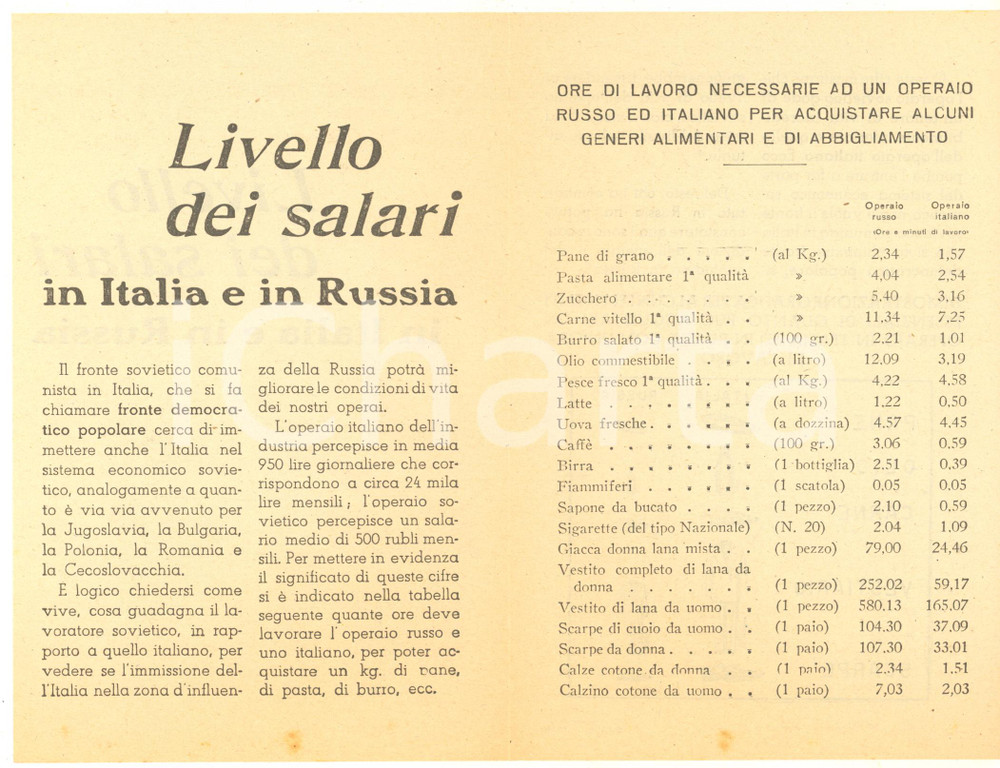 Livello
dei salari
in Italia e in Russia
Il fronte sovietico comu-
nista in Italia, che si fa
chiamare fronte democra-
tico popolare cerca di im-
mettere anche l'Italia nel
sistema economico sovie-
tico, analogamente a quan-
to è via via avvenuto per
la Jugoslavia, la Bulgaria,
la Polonia, la Romania e
la Cecoslovacchia.
È logico chiedersi come
vive, cosa guadagna il la-
voratore sovietico, in rap-
porto a quello italiano, per
vedere se l'immissione del-
l'Italia nella zona d'influen-
za della Russia potrà mi-
gliorare le condizioni di vita
dei nostri operai.
L'operaio italiano dell'in-
dustria percepisce in media
950 lire giornaliere che cor-
rispondono a circa 24 mila
lire mensili; l'operaio so-
vietico percepisce un sala-
rio medio di 500 rubli men-
sili. Per mettere in evidenza
il significato di queste cifre
si è indicato nella tabella
seguente quante ore deve
lavorare l'operaio russo e
uno italiano, per poter ac-
quistare un kg. di pane,
di pasta, di burro, ecc.
ORE DI LAVORO NECESSARIE AD UN OPERAIO
RUSSO ED ITALIANO PER ACQUISTARE ALCUNI
GENERI ALIMENTARI E DI ABBIGLIAMENTO
Operaio russo Operaio italiano
(Ore e minuti di lavoro)
Pane di grano . . . . . (al Kg.) 2,34 1,57
Pasta alimentare 1ª qualità » 4,04 2,54
Zucchero . . . . . . . » 5,40 3,16
Carne vitello 1ª qualità . . » 11,34 7,25
Burro salato 1ª qualità . . (100 gr.) 2.21 1,01
Olio commestibile . . . . (a litro) 12.09 3,19
Pesce fresco 1ª qualità . . . (al Kg.) 4,22 4.58
Latte . . . . . . . . (a litro) 1.22 0,50
Uova fresche . . . . . . (a dozzina) 4.57 4.45
Caffè . . . . . . . . (100 gr.) 3.06 0.59
Birra . . . . . . . . (1 bottiglia) 2.51 0,39
Fiammiferi . . . . . . (1 scatola) 0,05 0.05
Sapone da bucato . . . . (1 pezzo) 2,10 0.59
Sigarette (del tipo Nazionale) (N. 20) 2.04 1.09
Giacca donna lana mista . . (1 pezzo) 79,00 24,46
Vestito completo di lana da
donna . . . . . . . (1 pezzo) 252,02 59,17
Vestito di lana da uomo . . (1 pezzo) 580.13 165.07
Scarpe di cuoio da uomo . . (1 paio) 104.30 37.09
Scarpe da donna . . . . . (1 paio) 107.30 33.01
Calze cotone da donna . . (1 paio) 2.34 1.51
Calzino cotone da uomo . . (1 paio) 7,03 2,03
iCharta